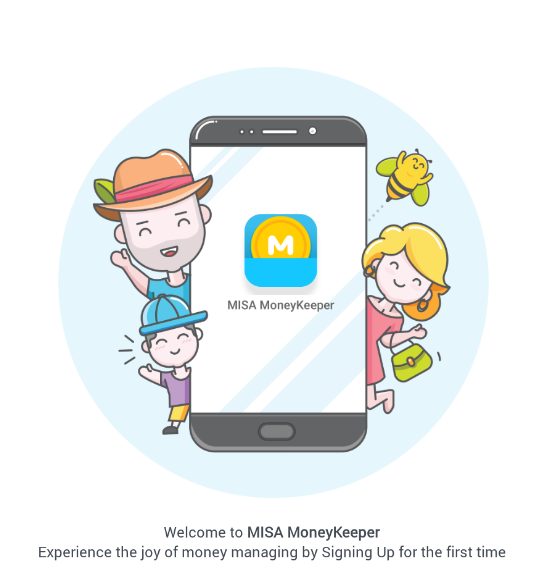 M
MISA MoneyKeeper
Welcome to MISA MoneyKeeper
Experience the joy of money managing by Signing Up for the first time